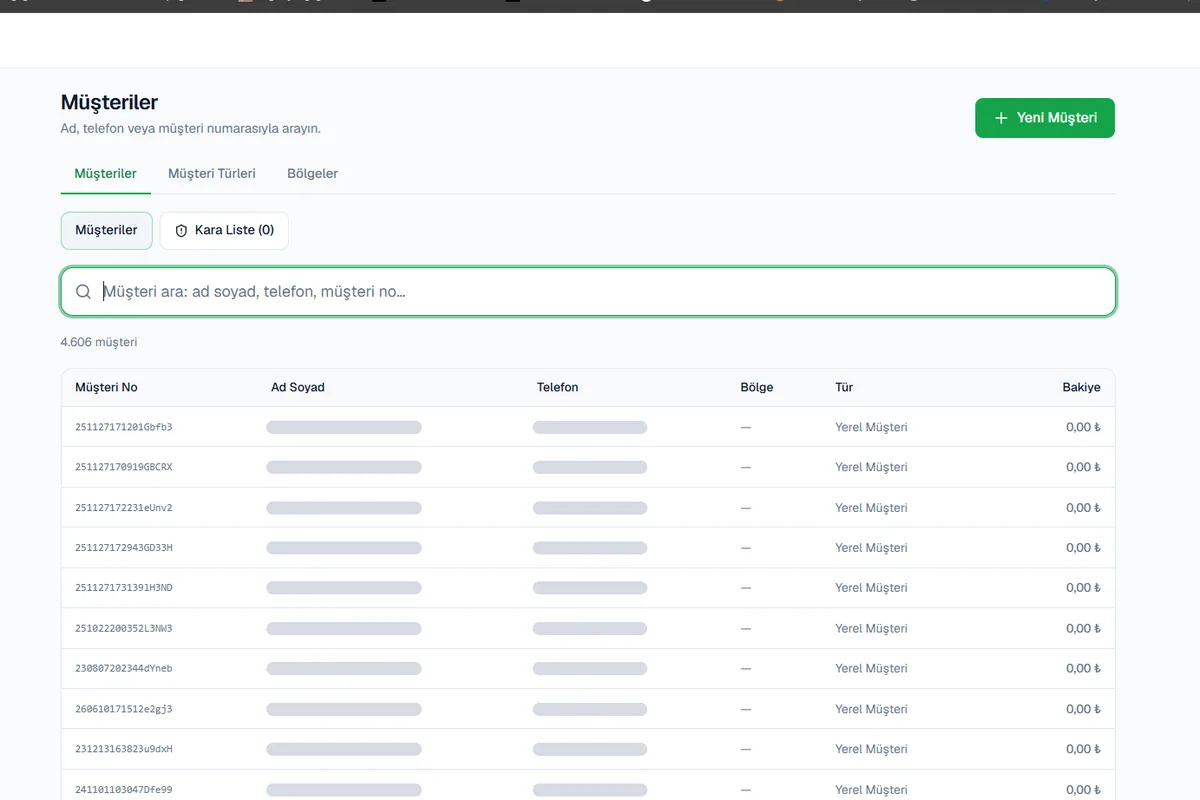 Müşteriler
Ad, telefon veya müşteri numarasıyla arayın.
+ Yeni Müşteri
Müşteriler Müşteri Türleri Bölgeler
Müşteriler Kara Liste (0)
Müşteri ara: ad soyad, telefon, müşteri no...
4.606 müşteri
Müşteri No Ad Soyad Telefon Bölge Tür Bakiye
251127171201Gbfb3 — Yerel Müşteri 0,00 ₺
251127170919GBCRX — Yerel Müşteri 0,00 ₺
251127172231eUnv2 — Yerel Müşteri 0,00 ₺
251127172943GD33H — Yerel Müşteri 0,00 ₺
2511271731391H3ND — Yerel Müşteri 0,00 ₺
251022200352L3NW3 — Yerel Müşteri 0,00 ₺
230807202344dYneb — Yerel Müşteri 0,00 ₺
260610171512e2gj3 — Yerel Müşteri 0,00 ₺
231213163823u9dxH — Yerel Müşteri 0,00 ₺
241101103047Dfe99 — Yerel Müşteri 0,00 ₺